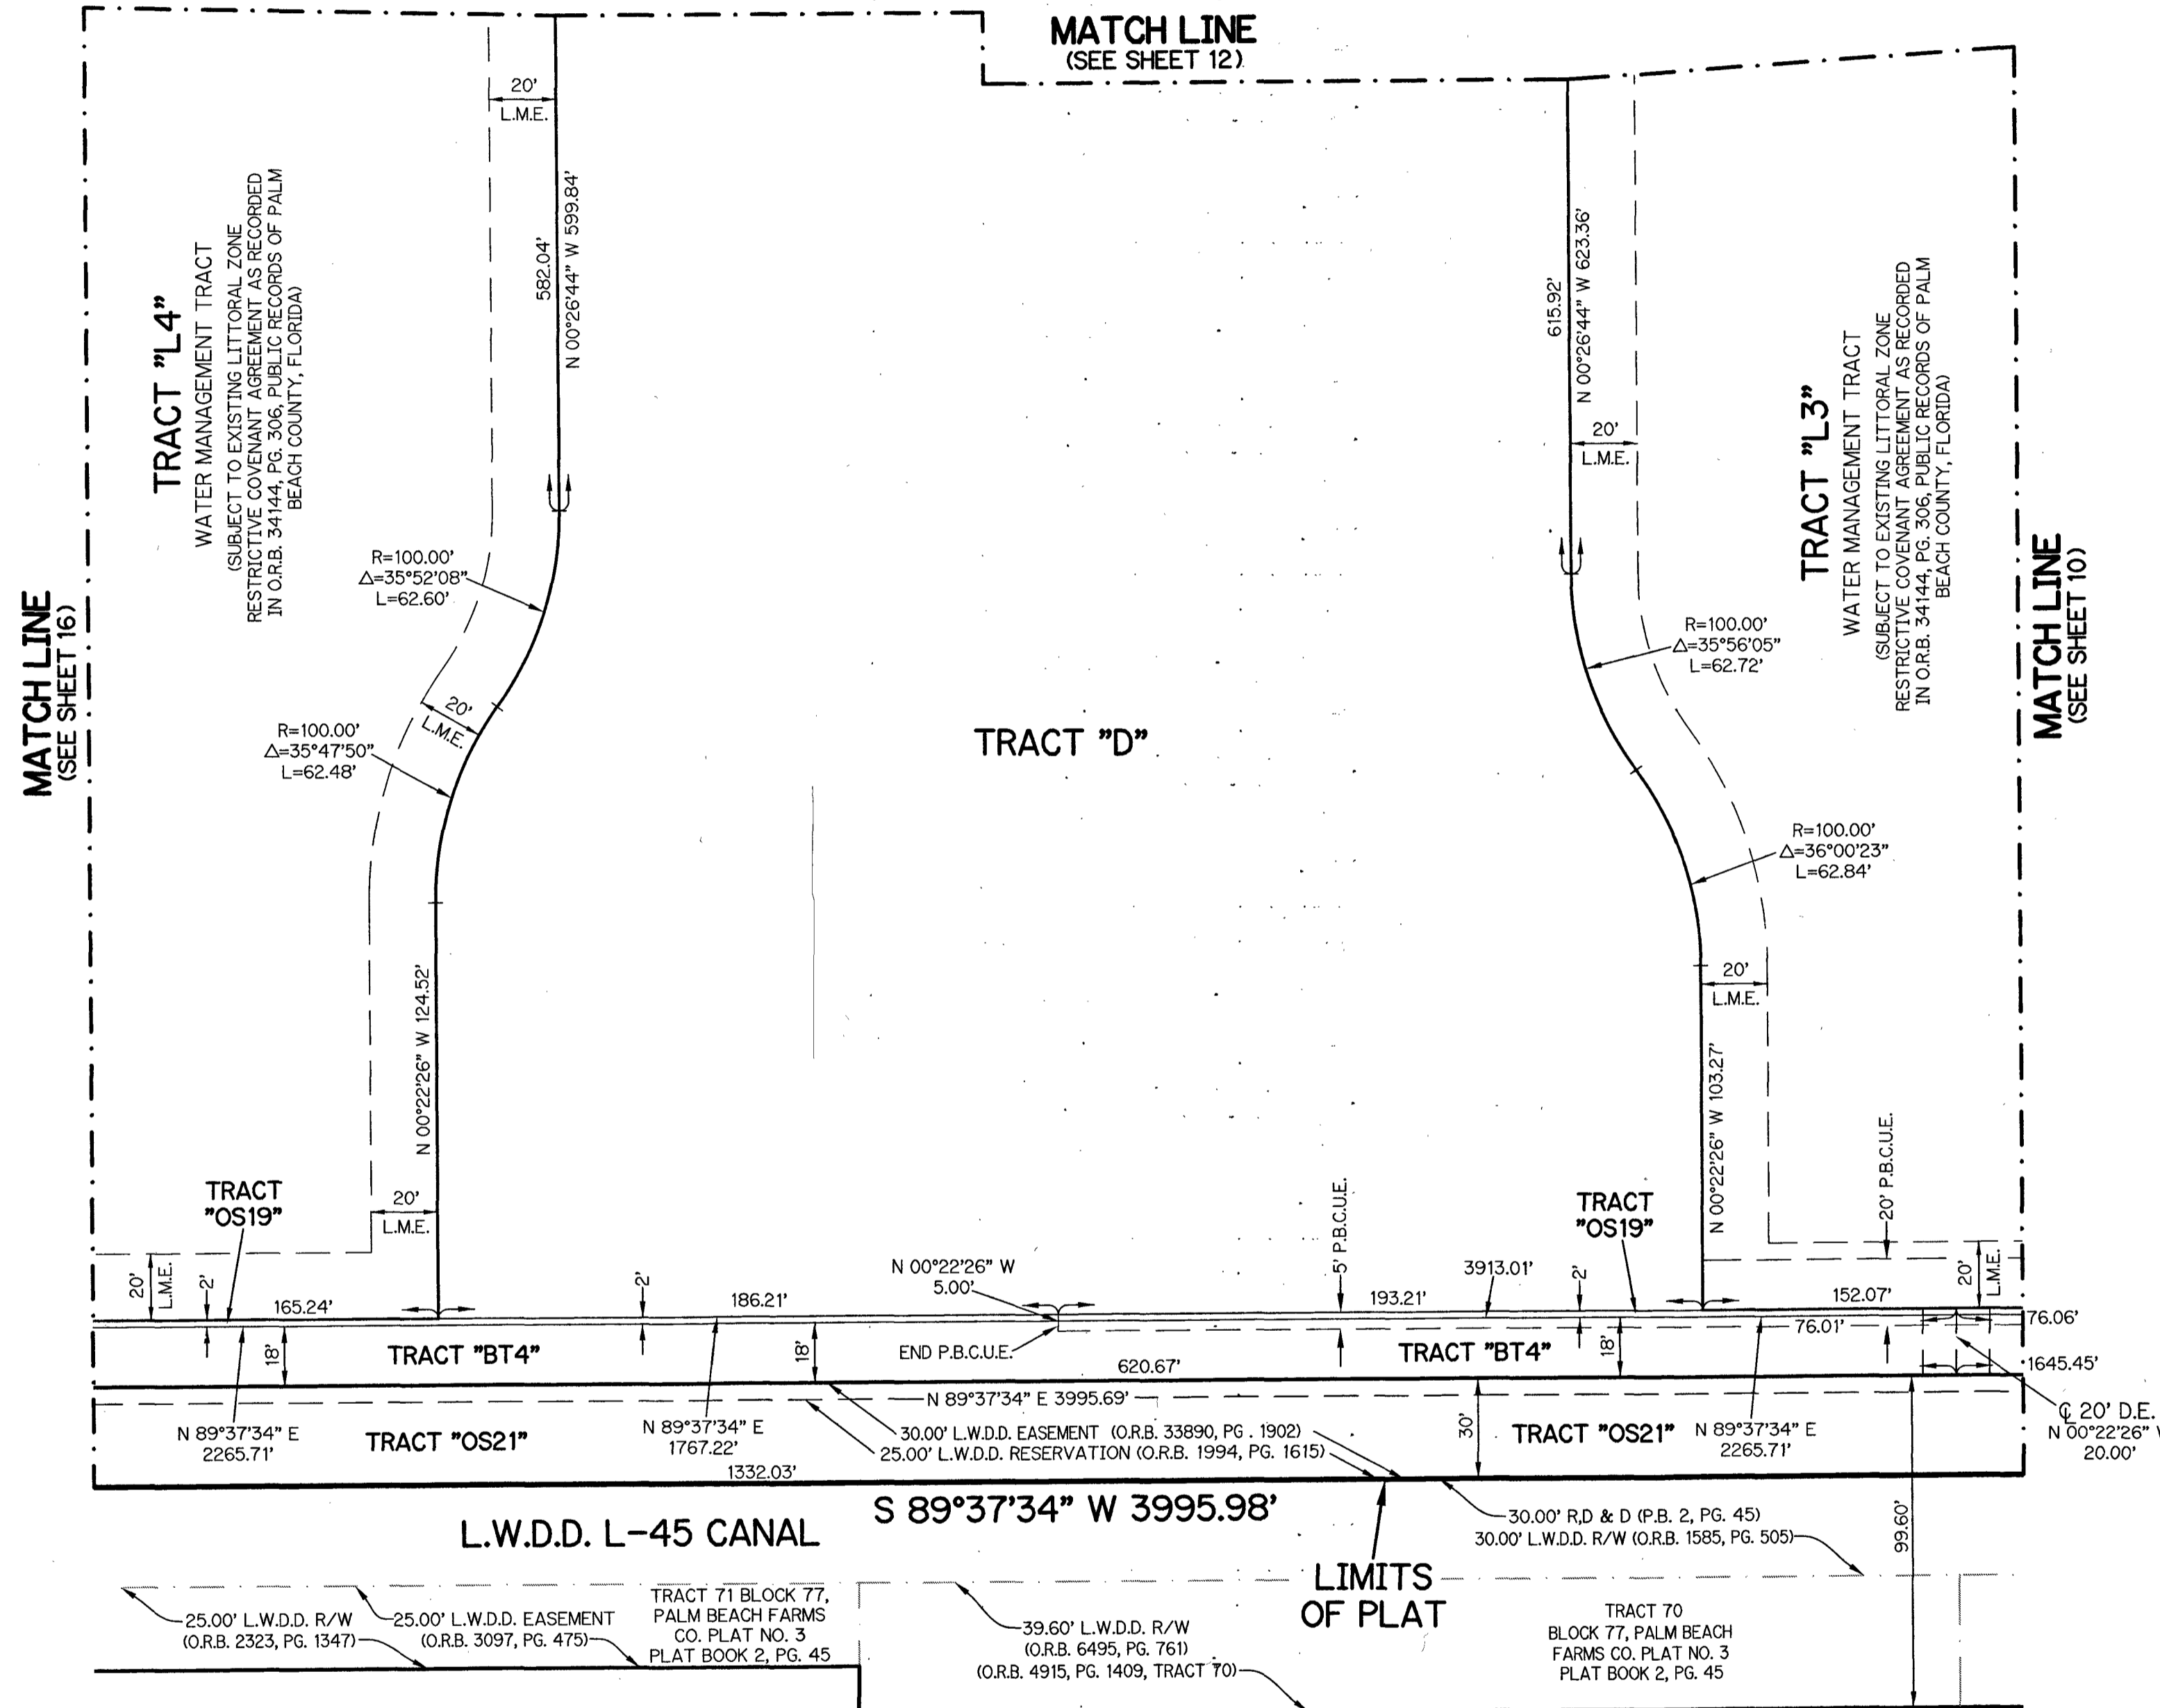 MATCH LINE
(SEE SHEET 12)
20'
L.M.E.
582.04'
N 00°26'44" W 599.84'
615.92'
N 00°26'44" W 623.36'
20'
L.M.E.
TRACT "L4"
WATER MANAGEMENT TRACT
(SUBJECT TO EXISTING LITTORAL ZONE
RESTRICTIVE COVENANT AGREEMENT AS RECORDED
IN O.R.B. 34144, PG. 306, PUBLIC RECORDS OF PALM
BEACH COUNTY, FLORIDA)
TRACT "L3"
WATER MANAGEMENT TRACT
(SUBJECT TO EXISTING LITTORAL ZONE
RESTRICTIVE COVENANT AGREEMENT AS RECORDED
IN O.R.B. 34144, PG. 306, PUBLIC RECORDS OF PALM
BEACH COUNTY, FLORIDA)
MATCH LINE
(SEE SHEET 16)
MATCH LINE
(SEE SHEET 10)
R=100.00'
△=35°52'08"
L=62.60'
R=100.00'
△=35°56'05"
L=62.72'
20'
L.M.E.
R=100.00'
△=35°47'50"
L=62.48'
TRACT "D"
R=100.00'
△=36°00'23"
L=62.84'
20'
L.M.E.
N 00°22'26" W 124.52'
N 00°22'26" W 103.27'
20' P.B.C.U.E.
TRACT
"OS19"
20'
L.M.E.
5' P.B.C.U.E.
TRACT
"OS19"
20'
L.M.E.
2'
165.24'
2'
186.21'
N 00°22'26" W
5.00'
193.21'
3913.01'
2'
152.07'
20'
L.M.E.
76.06'
76.01'
18'
TRACT "BT4"
18'
END P.B.C.U.E.
620.67'
TRACT "BT4"
18'
1645.45'
N 89°37'34" E 3995.69'
N 89°37'34" E
2265.71'
TRACT "OS21"
N 89°37'34" E
1767.22'
30.00' L.W.D.D. EASEMENT (O.R.B. 33890, PG . 1902)
25.00' L.W.D.D. RESERVATION (O.R.B. 1994, PG. 1615)
30'
TRACT "OS21"
N 89°37'34" E
2265.71'
℄ 20' D.E.
N 00°22'26" W
20.00'
1332.03'
S 89°37'34" W 3995.98'
L.W.D.D. L-45 CANAL
30.00' R,D & D (P.B. 2, PG. 45)
30.00' L.W.D.D. R/W (O.R.B. 1585, PG. 505)
99.60'
LIMITS
OF PLAT
25.00' L.W.D.D. R/W
(O.R.B. 2323, PG. 1347)
25.00' L.W.D.D. EASEMENT
(O.R.B. 3097, PG. 475)
TRACT 71 BLOCK 77,
PALM BEACH FARMS
CO. PLAT NO. 3
PLAT BOOK 2, PG. 45
39.60' L.W.D.D. R/W
(O.R.B. 6495, PG. 761)
(O.R.B. 4915, PG. 1409, TRACT 70)
TRACT 70
BLOCK 77, PALM BEACH
FARMS CO. PLAT NO. 3
PLAT BOOK 2, PG. 45